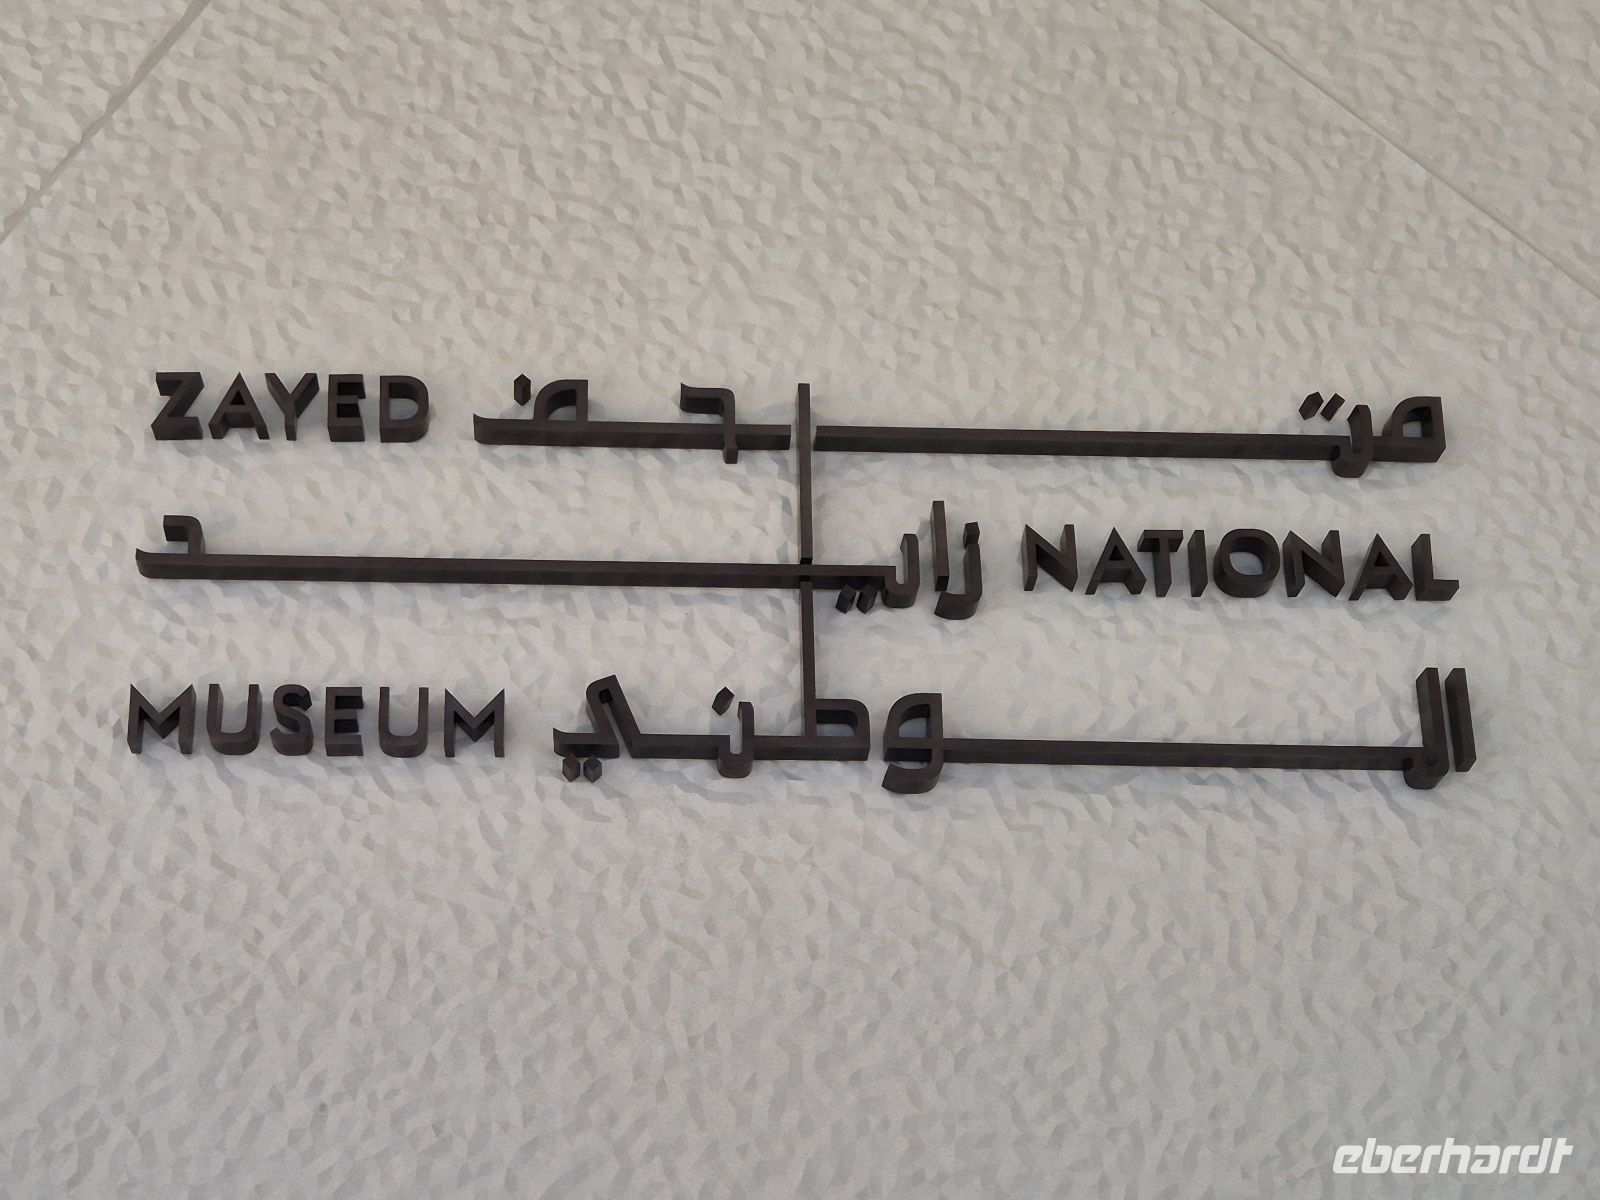 ZAYED متحف
زايد NATIONAL
MUSEUM الوطني
eberhardt